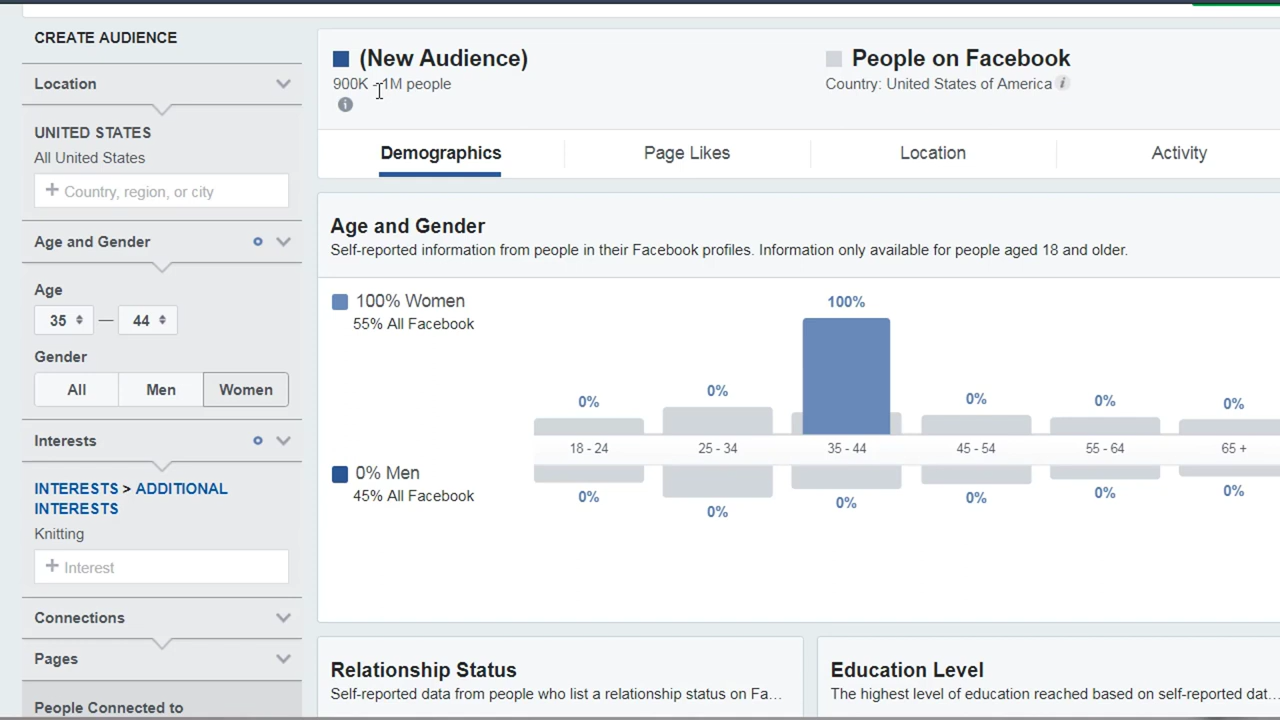 CREATE AUDIENCE
Location
UNITED STATES
All United States
Country, region, or city
Age and Gender
Age
35 — 44
Gender
All Men Women
Interests
INTERESTS > ADDITIONAL
INTERESTS
Knitting
Interest
Connections
Pages
People Connected to
(New Audience)
900K - 1M people
People on Facebook
Country: United States of America
Demographics Page Likes Location Activity
Age and Gender
Self-reported information from people in their Facebook profiles. Information only available for people aged 18 and older.
100% Women
55% All Facebook
0% 0% 100% 0% 0% 0%
18 - 24 25 - 34 35 - 44 45 - 54 55 - 64 65 +
0% Men
45% All Facebook
0% 0% 0% 0% 0% 0%
Relationship Status
Self-reported data from people who list a relationship status on Fa...
Education Level
The highest level of education reached based on self-reported dat...